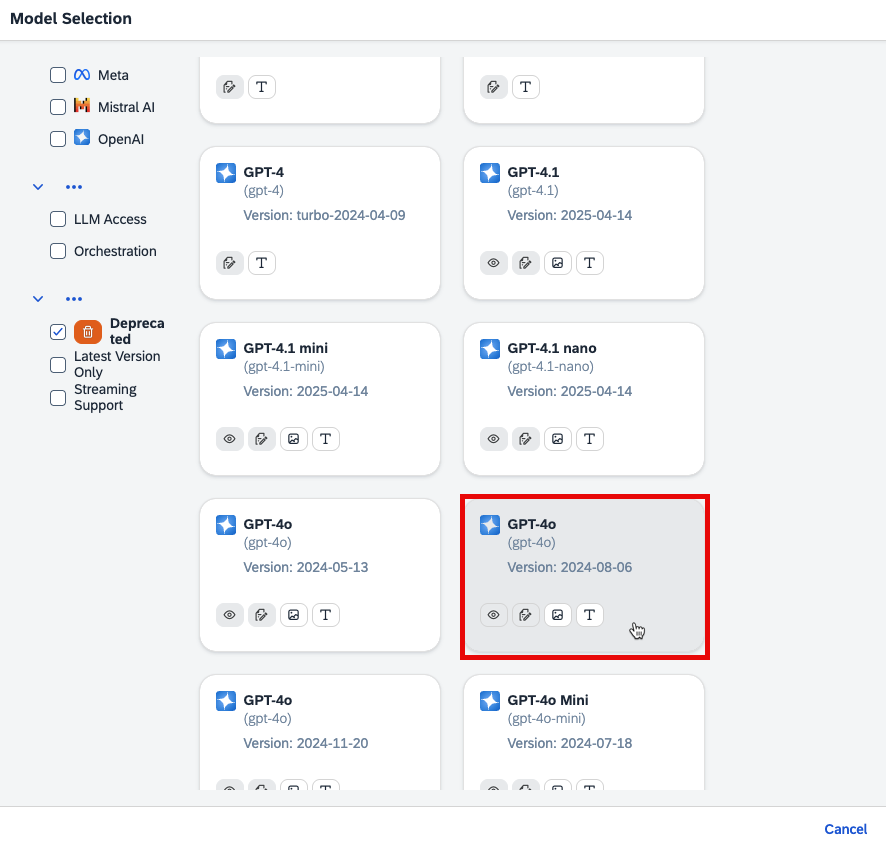 Model Selection
Meta
Mistral AI
OpenAI
LLM Access
Orchestration
Depreca
ted
Latest Version
Only
Streaming
Support
T
T
GPT-4
(gpt-4)
Version: turbo-2024-04-09
T
GPT-4.1
(gpt-4.1)
Version: 2025-04-14
T
GPT-4.1 mini
(gpt-4.1-mini)
Version: 2025-04-14
T
GPT-4.1 nano
(gpt-4.1-nano)
Version: 2025-04-14
T
GPT-4o
(gpt-4o)
Version: 2024-05-13
T
GPT-4o
(gpt-4o)
Version: 2024-08-06
T
GPT-4o
(gpt-4o)
Version: 2024-11-20
T
GPT-4o Mini
(gpt-4o-mini)
Version: 2024-07-18
T
Cancel